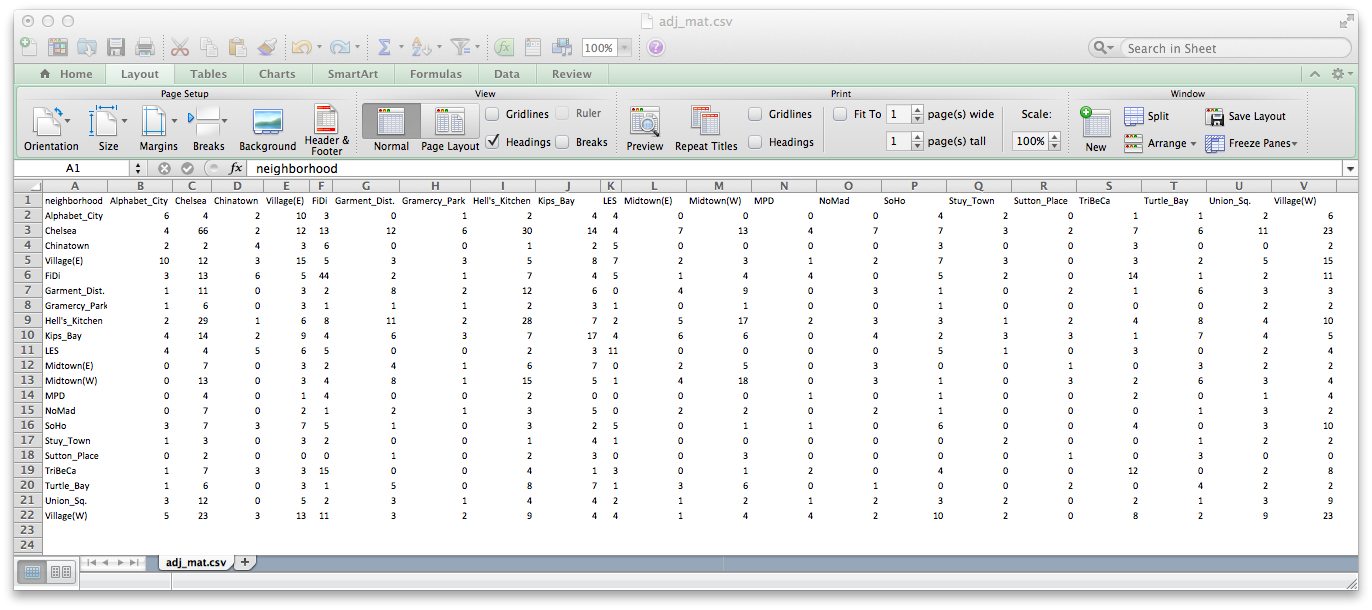 adj_mat.csv
100% Search in Sheet
Home Layout Tables Charts SmartArt Formulas Data Review
Page Setup View Print Window
Orientation Size Margins Breaks Background Header & Footer Normal Page Layout Gridlines Ruler Headings Breaks Preview Repeat Titles Gridlines Headings Fit To 1 page(s) wide 1 page(s) tall Scale: 100% New Split Arrange Save Layout Freeze Panes
A1 fx neighborhood
A B C D E F G H I J K L M N O P Q R S T U V
1 neighborhood Alphabet_City Chelsea Chinatown Village(E) FiDi Garment_Dist. Gramercy_Park Hell's_Kitchen Kips_Bay LES Midtown(E) Midtown(W) MPD NoMad SoHo Stuy_Town Sutton_Place TriBeCa Turtle_Bay Union_Sq. Village(W)
2 Alphabet_City 6 4 2 10 3 0 1 2 4 4 0 0 0 0 4 2 0 1 1 2 6
3 Chelsea 4 66 2 12 13 12 6 30 14 4 7 13 4 7 7 3 2 7 6 11 23
4 Chinatown 2 2 4 3 6 0 0 1 2 5 0 0 0 0 3 0 0 3 0 0 2
5 Village(E) 10 12 3 15 5 3 3 5 8 7 2 3 1 2 7 3 0 3 2 5 15
6 FiDi 3 13 6 5 44 2 1 7 4 5 1 4 4 0 5 2 0 14 1 2 11
7 Garment_Dist. 1 11 0 3 2 8 2 12 6 0 4 9 0 3 1 0 2 1 6 3 3
8 Gramercy_Park 1 6 0 3 1 1 1 2 3 1 0 1 0 0 1 0 0 0 0 2 2
9 Hell's_Kitchen 2 29 1 6 8 11 2 28 7 2 5 17 2 3 3 1 2 4 8 4 10
10 Kips_Bay 4 14 2 9 4 6 3 7 17 4 6 6 0 4 2 3 3 1 7 4 5
11 LES 4 4 5 6 5 0 0 2 3 11 0 0 0 0 5 1 0 3 0 2 4
12 Midtown(E) 0 7 0 3 2 4 1 6 7 0 2 5 0 3 0 0 1 0 3 2 2
13 Midtown(W) 0 13 0 3 4 8 1 15 5 1 4 18 0 3 1 0 3 2 6 3 4
14 MPD 0 4 0 1 4 0 0 2 0 0 0 0 1 0 1 0 0 2 0 1 4
15 NoMad 0 7 0 2 1 2 1 3 5 0 2 2 0 2 1 0 0 0 1 3 2
16 SoHo 3 7 3 7 5 1 0 3 2 5 0 1 1 0 6 0 0 4 0 3 10
17 Stuy_Town 1 3 0 3 2 0 0 1 4 1 0 0 0 0 0 2 0 0 1 2 2
18 Sutton_Place 0 2 0 0 0 1 0 2 3 0 0 3 0 0 0 0 1 0 3 0 0
19 TriBeCa 1 7 3 3 15 0 0 4 1 3 0 1 2 0 4 0 0 12 0 2 8
20 Turtle_Bay 1 6 0 3 1 5 0 8 7 1 3 6 0 1 0 0 2 0 4 2 2
21 Union_Sq. 3 12 0 5 2 3 1 4 4 2 1 2 1 2 3 2 0 2 1 3 9
22 Village(W) 5 23 3 13 11 3 2 9 4 4 1 4 4 2 10 2 0 8 2 9 23
23
24
adj_mat.csv